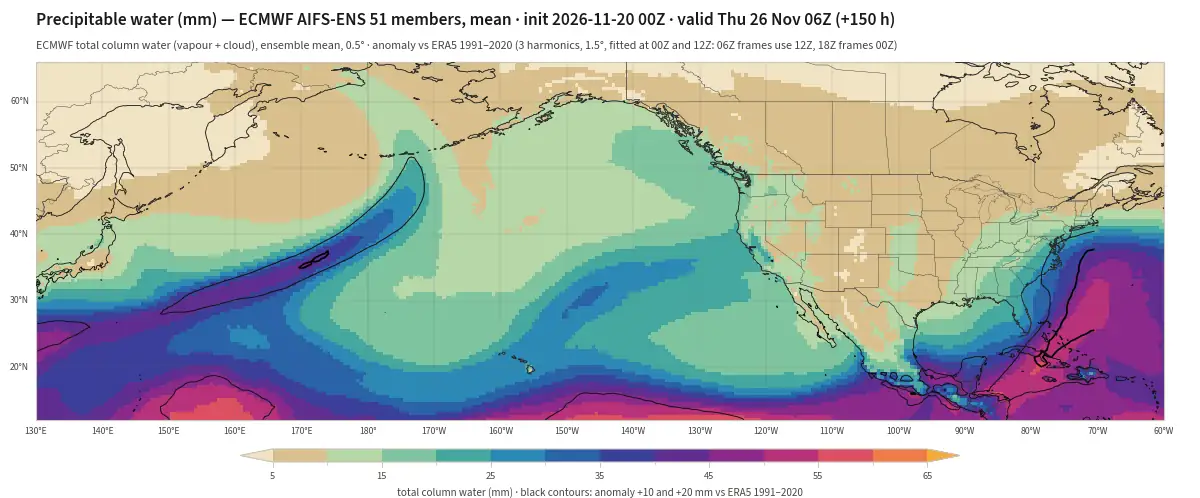 Precipitable water (mm) — ECMWF AIFS-ENS 51 members, mean · init 2026-11-20 00Z · valid Thu 26 Nov 06Z (+150 h)
ECMWF total column water (vapour + cloud), ensemble mean, 0.5° · anomaly vs ERA5 1991–2020 (3 harmonics, 1.5°, fitted at 00Z and 12Z: 06Z frames use 12Z, 18Z frames 00Z)
60°N
50°N
40°N
30°N
20°N
130°E 140°E 150°E 160°E 170°E 180° 170°W 160°W 150°W 140°W 130°W 120°W 110°W 100°W 90°W 80°W 70°W 60°W
5 15 25 35 45 55 65
total column water (mm) · black contours: anomaly +10 and +20 mm vs ERA5 1991–2020